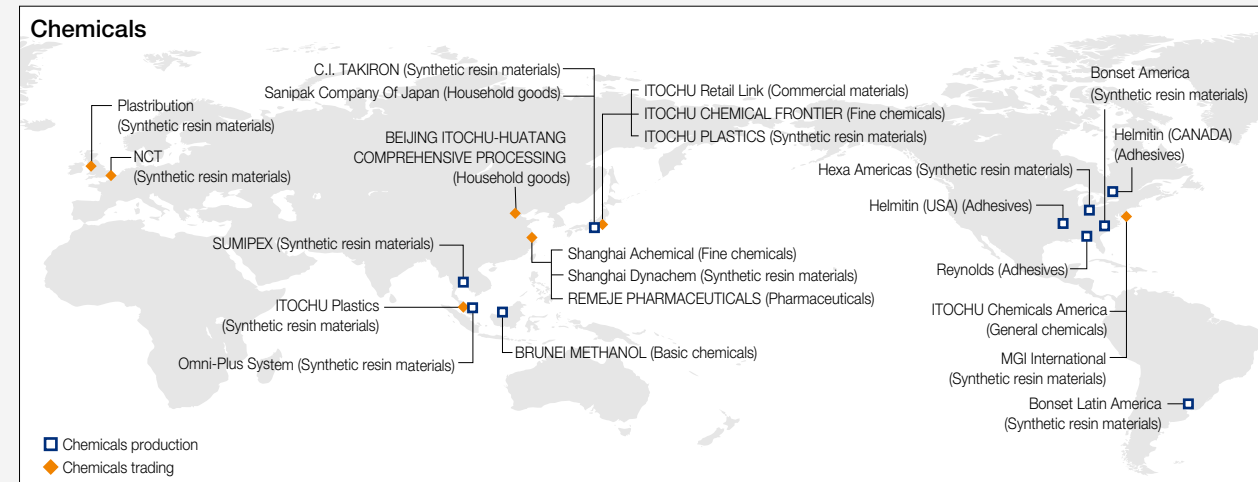 Chemicals
C.I. TAKIRON (Synthetic resin materials)
Sanipak Company Of Japan (Household goods)
Plastribution
(Synthetic resin materials)
NCT
(Synthetic resin materials)
BEIJING ITOCHU-HUATANG
COMPREHENSIVE PROCESSING
(Household goods)
ITOCHU Retail Link (Commercial materials)
ITOCHU CHEMICAL FRONTIER (Fine chemicals)
ITOCHU PLASTICS (Synthetic resin materials)
Bonset America
(Synthetic resin materials)
Helmitin (CANADA)
(Adhesives)
Hexa Americas (Synthetic resin materials)
Helmitin (USA) (Adhesives)
Reynolds (Adhesives)
SUMIPEX (Synthetic resin materials)
Shanghai Achemical (Fine chemicals)
Shanghai Dynachem (Synthetic resin materials)
REMEJE PHARMACEUTICALS (Pharmaceuticals)
ITOCHU Plastics
(Synthetic resin materials)
Omni-Plus System (Synthetic resin materials)
BRUNEI METHANOL (Basic chemicals)
ITOCHU Chemicals America
(General chemicals)
MGI International
(Synthetic resin materials)
Bonset Latin America
(Synthetic resin materials)
Chemicals production
Chemicals trading